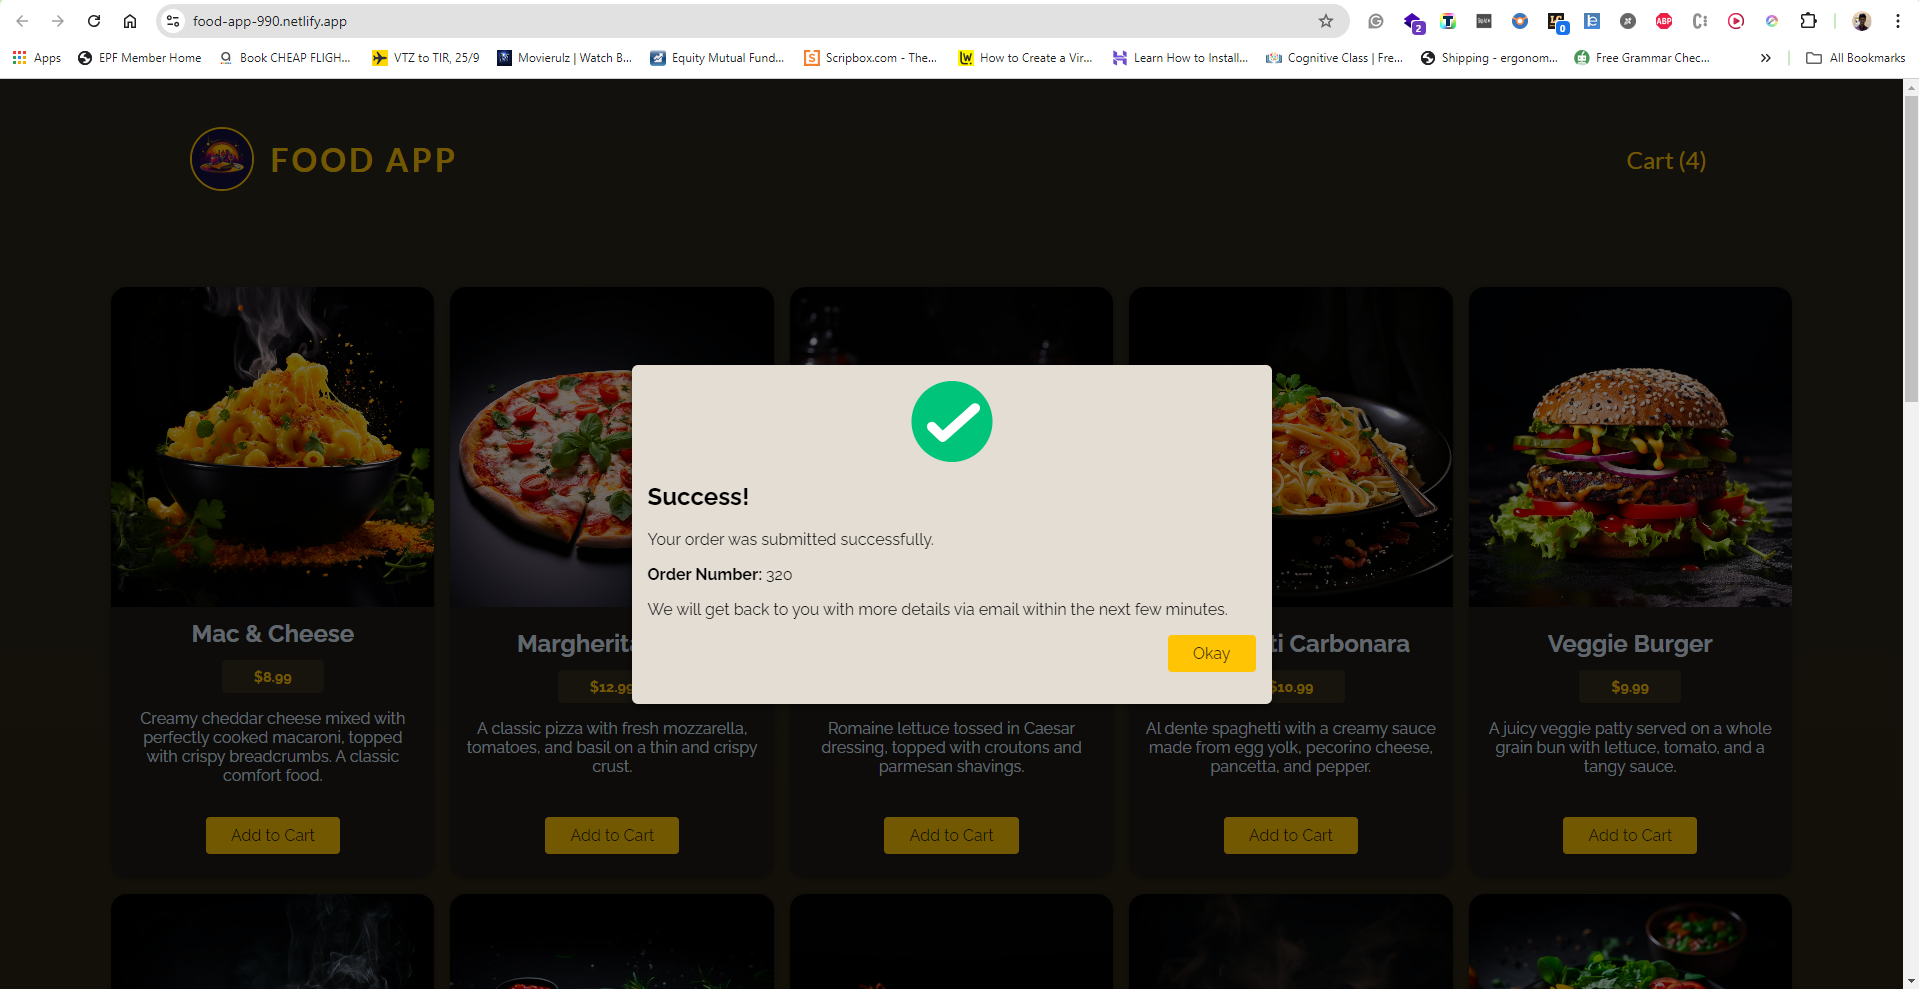 food-app-990.netlify.app
2
0
ABP
Apps
EPF Member Home
Book CHEAP FLIGH...
VTZ to TIR, 25/9
Movierulz | Watch B...
Equity Mutual Fund...
Scripbox.com - The...
How to Create a Vir...
Learn How to Install...
Cognitive Class | Fre...
Shipping - ergonom...
Free Grammar Chec...
All Bookmarks
FOOD APP
Cart (4)
Success!
Your order was submitted successfully.
Order Number: 320
We will get back to you with more details via email within the next few minutes.
Okay
Mac & Cheese
$8.99
Creamy cheddar cheese mixed with
perfectly cooked macaroni, topped
with crispy breadcrumbs. A classic
comfort food.
Add to Cart
Margherita
$12.99
A classic pizza with fresh mozzarella,
tomatoes, and basil on a thin and crispy
crust.
Add to Cart
Romaine lettuce tossed in Caesar
dressing, topped with croutons and
parmesan shavings.
Add to Cart
ti Carbonara
$10.99
Al dente spaghetti with a creamy sauce
made from egg yolk, pecorino cheese,
pancetta, and pepper.
Add to Cart
Veggie Burger
$9.99
A juicy veggie patty served on a whole
grain bun with lettuce, tomato, and a
tangy sauce.
Add to Cart